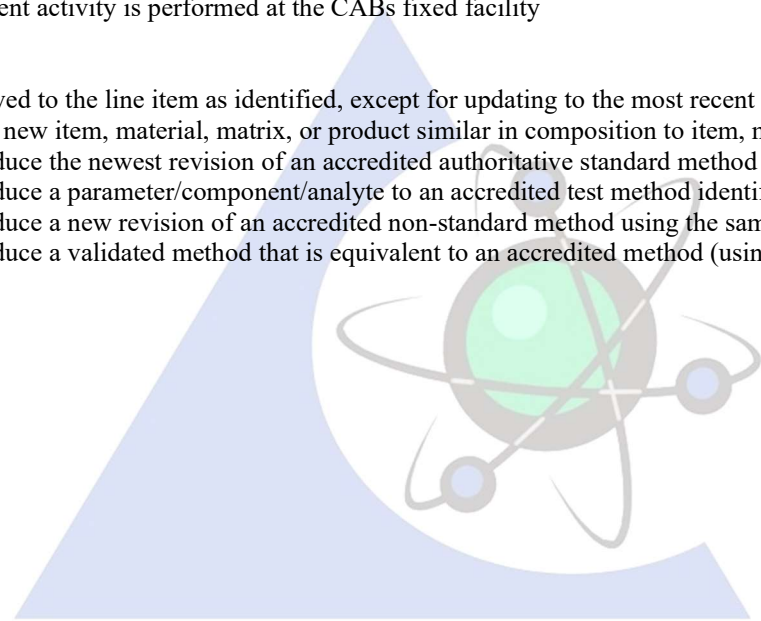 ent activity is performed at the CABs fixed facility
ved to the line item as identified, except for updating to the most recent
new item, material, matrix, or product similar in composition to item,
duce the newest revision of an accredited authoritative standard method
duce a parameter/component/analyte to an accredited test method
duce a new revision of an accredited non-standard method using the
duce a validated method that is equivalent to an accredited method